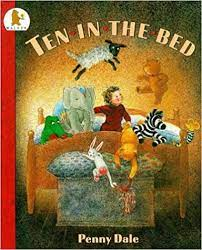 TEN IN THE BED
Penny Dale